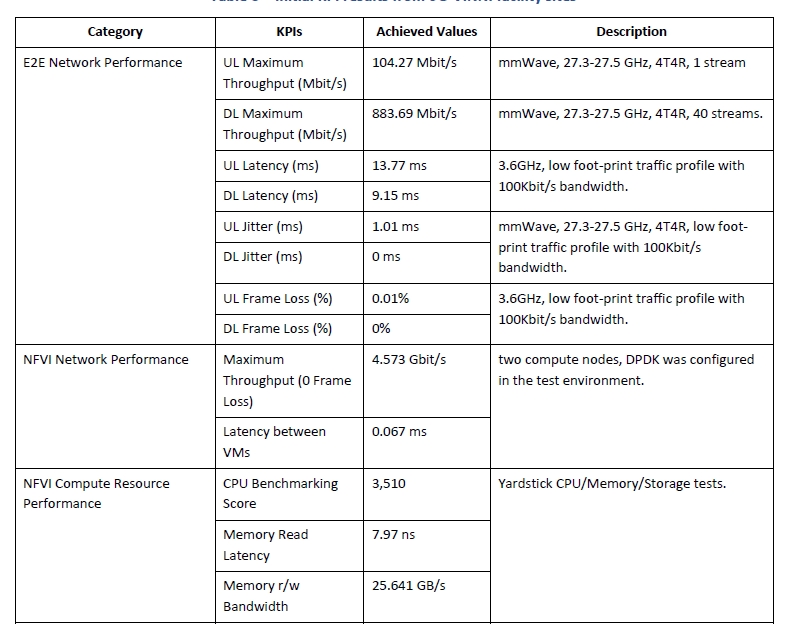 Category KPIs Achieved Values Description
E2E Network Performance UL Maximum 104.27 Mbit/s mmWave, 27.3-27.5 GHz, 4T4R, 1 stream
Throughput (Mbit/s)
DL Maximum 883.69 Mbit/s mmWave, 27.3-27.5 GHz, 4T4R, 40 streams.
Throughput (Mbit/s)
UL Latency (ms) 13.77 ms 3.6GHz, low foot-print traffic profile with
100Kbit/s bandwidth.
DL Latency (ms) 9.15 ms
UL Jitter (ms) 1.01 ms mmWave, 27.3-27.5 GHz, 4T4R, low foot-
print traffic profile with 100Kbit/s
bandwidth.
DL Jitter (ms) 0 ms
UL Frame Loss (%) 0.01% 3.6GHz, low foot-print traffic profile with
100Kbit/s bandwidth.
DL Frame Loss (%) 0%
NFVI Network Performance Maximum 4.573 Gbit/s two compute nodes, DPDK was configured
Throughput (0 Frame in the test environment.
Loss)
Latency between 0.067 ms
VMs
NFVI Compute Resource CPU Benchmarking 3,510 Yardstick CPU/Memory/Storage tests.
Performance Score
Memory Read 7.97 ns
Latency
Memory r/w 25.641 GB/s
Bandwidth